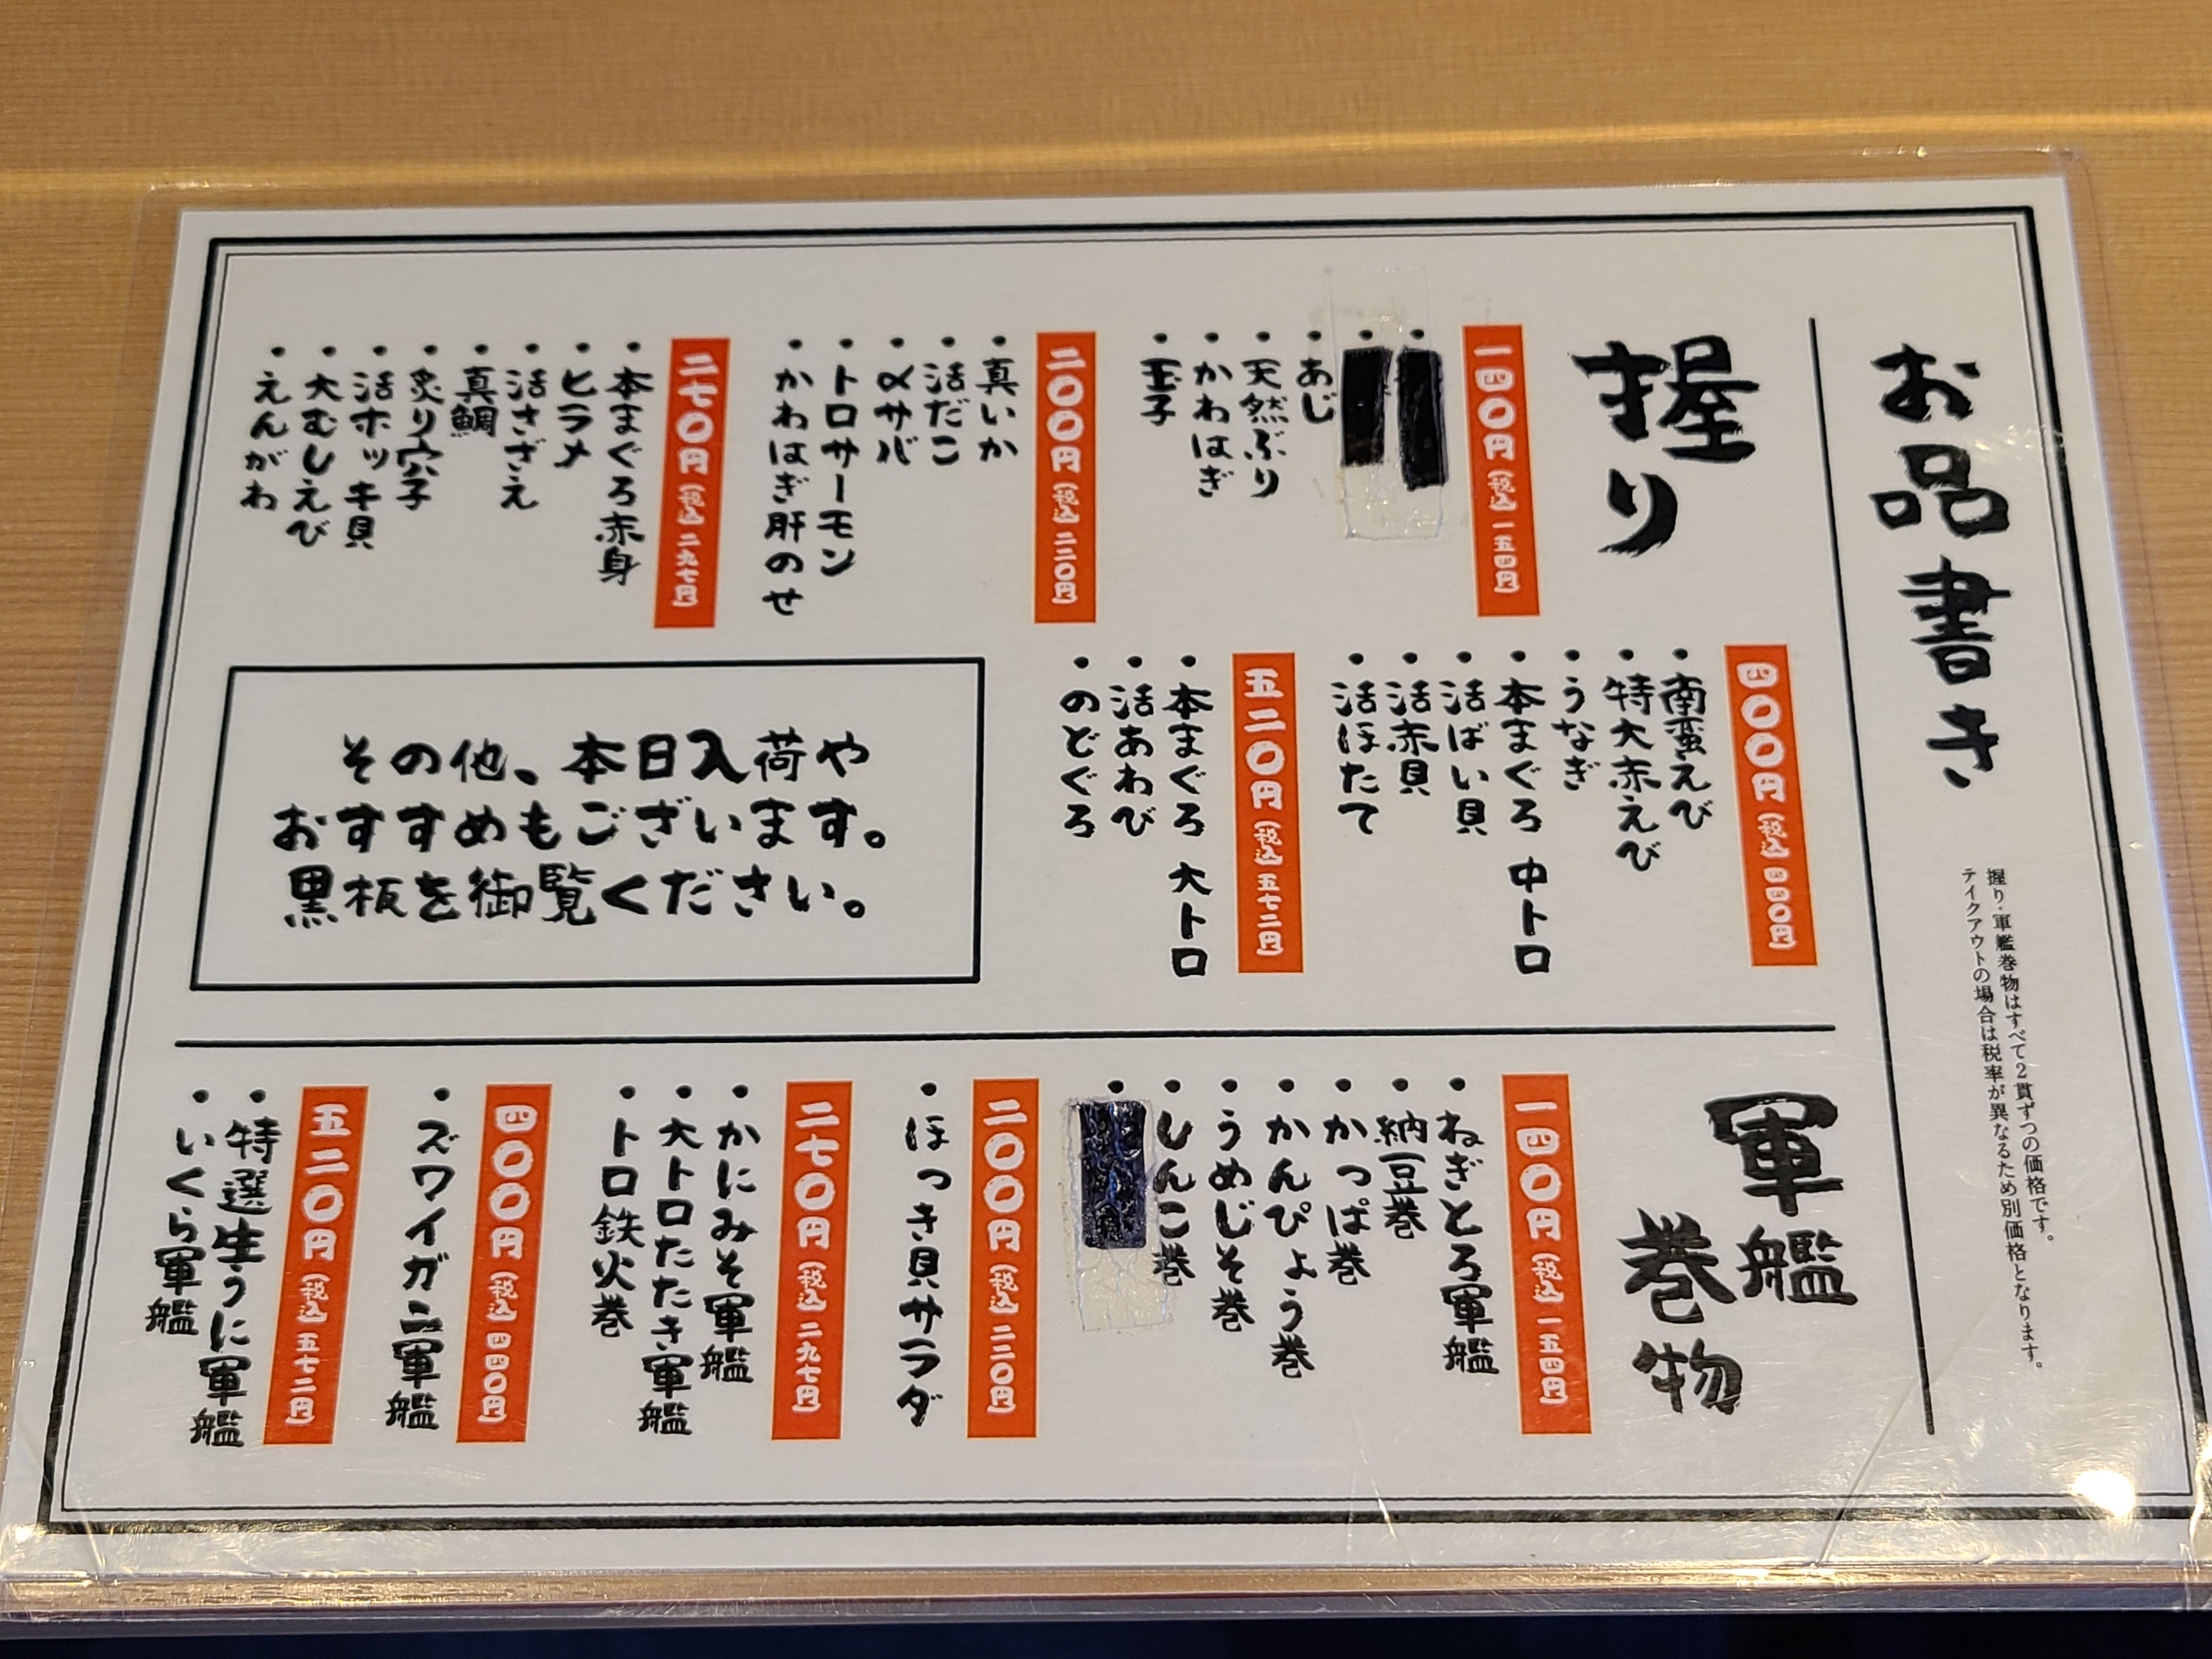 お品書き
握り・軍艦巻物はすべて2貫ずつの価格です。
テイクアウトの場合は税率が異なるため別価格となります。
握り
一四〇円(税込 一五四円)
・
・
・あじ
・天然ぶり
・かわはぎ
・玉子
二〇〇円(税込 二二〇円)
・真いか
・活だこ
・〆サバ
・トロサーモン
・かわはぎ肝のせ
二七〇円(税込 二九七円)
・本まぐろ赤身
・ヒラメ
・活さざえ
・真鯛
・炙り穴子
・活ホッキ貝
・大むしえび
・えんがわ
四〇〇円(税込 四四〇円)
・南蛮えび
・特大赤えび
・うなぎ
・本まぐろ 中トロ
・活ばい貝
・活赤貝
・活ほたて
五二〇円(税込 五七二円)
・本まぐろ 大トロ
・活あわび
・のどぐろ
その他、本日入荷や
おすすめもございます。
黒板を御覧ください。
軍艦
巻物
一四〇円(税込 一五四円)
・ねぎとろ軍艦
・納豆巻
・かっぱ巻
・かんぴょう巻
・うめじそ巻
・しんこ巻
・
二〇〇円(税込 二二〇円)
・ほっき貝サラダ
二七〇円(税込 二九七円)
・かにみそ軍艦
・大トロたたき軍艦
・トロ鉄火巻
四〇〇円(税込 四四〇円)
・ズワイガニ軍艦
五二〇円(税込 五七二円)
・特選生うに軍艦
・いくら軍艦